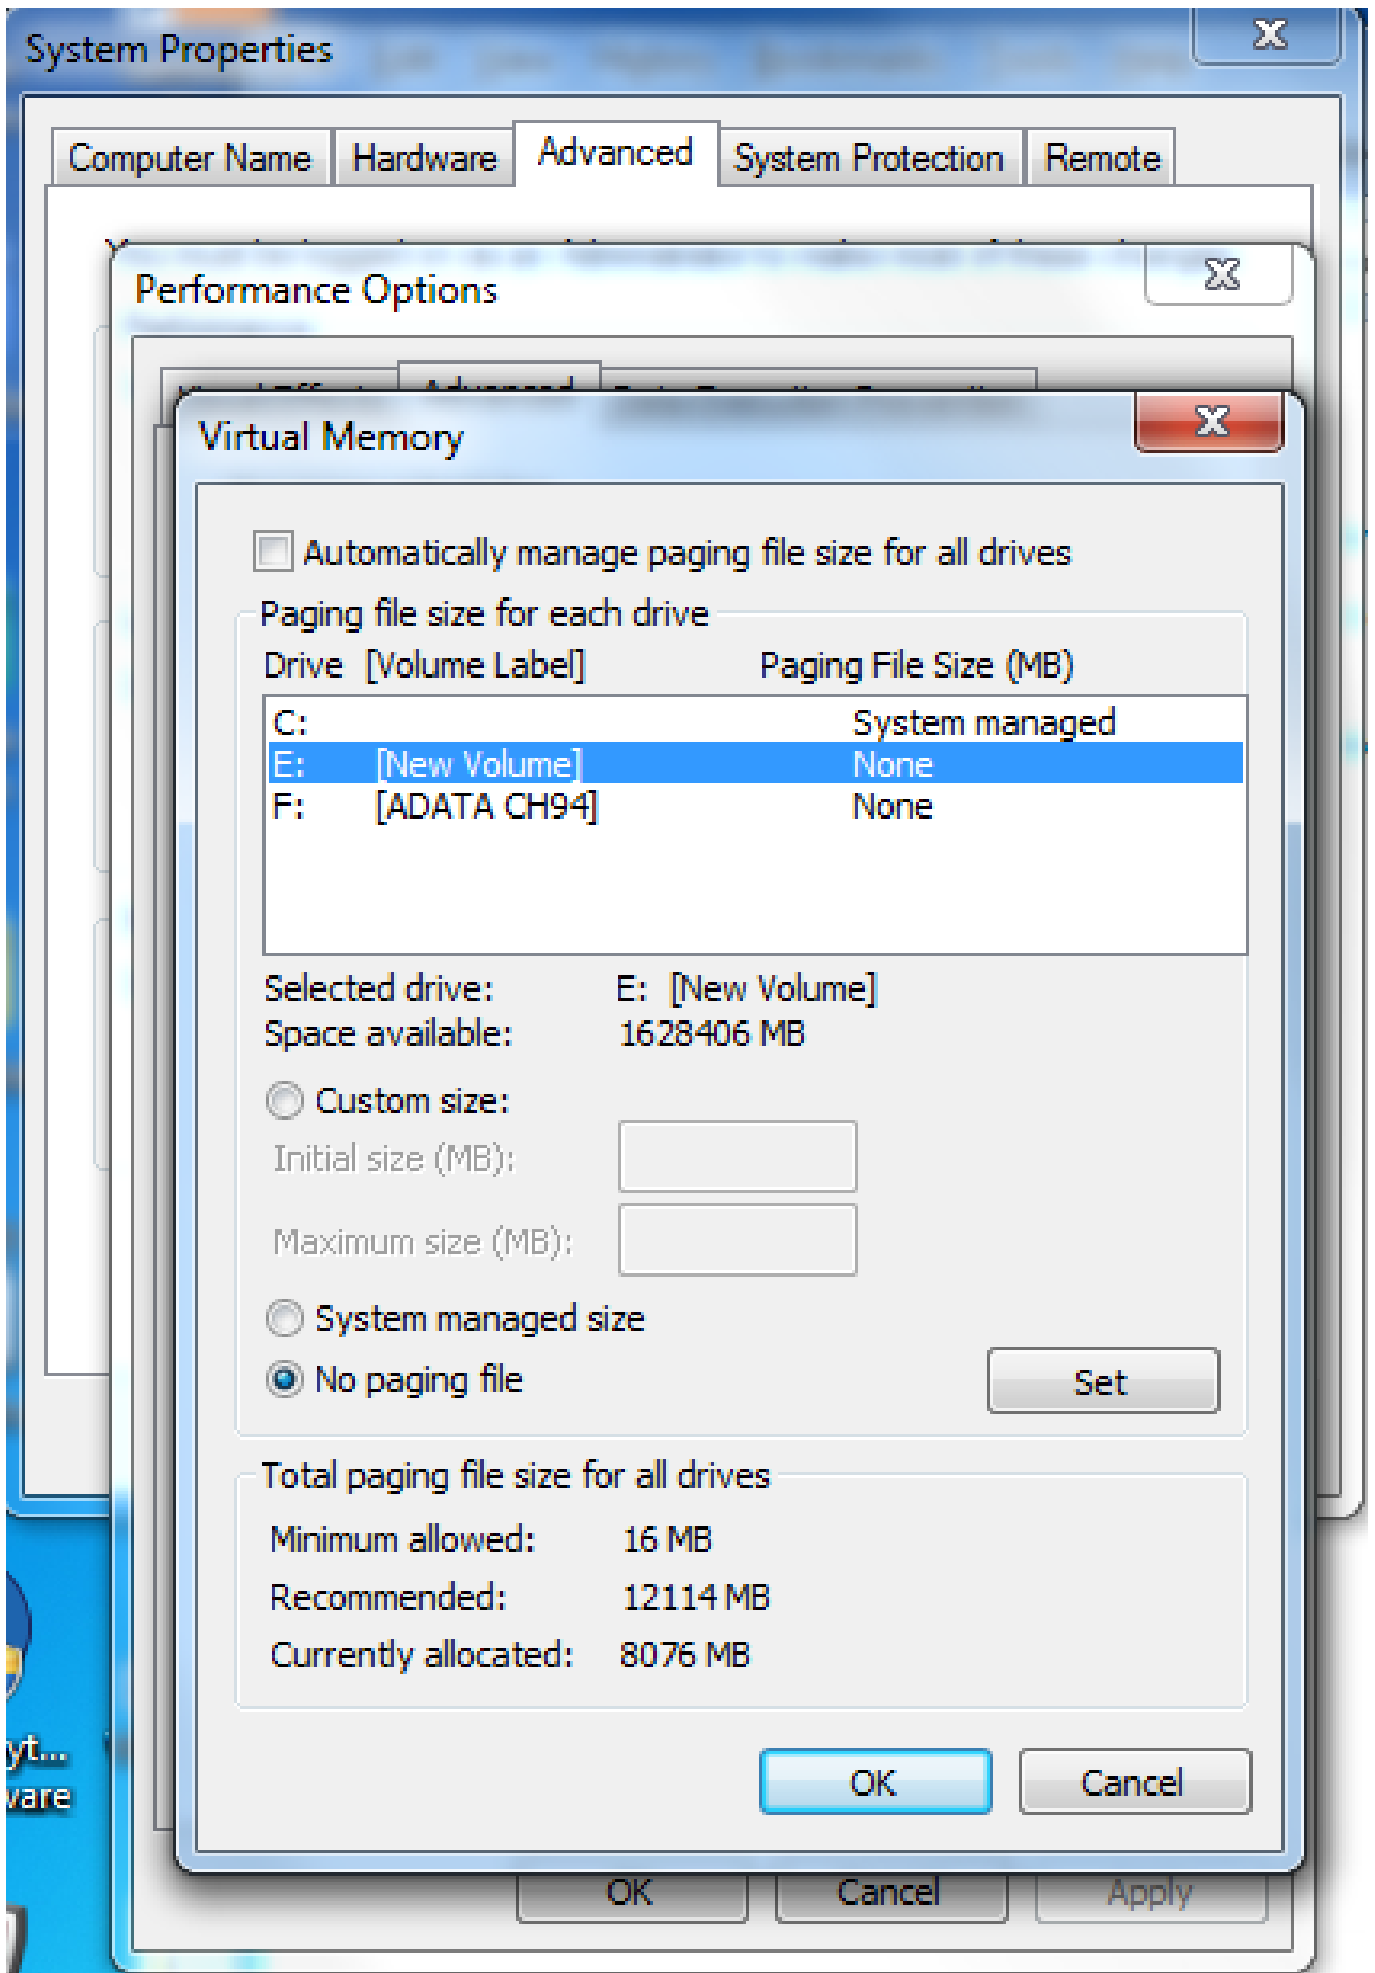 System Properties
Computer Name Hardware Advanced System Protection Remote
Performance Options
Advanced
Virtual Memory
Automatically manage paging file size for all drives
Paging file size for each drive
Drive [Volume Label] Paging File Size (MB)
C: System managed
E: [New Volume] None
F: [ADATA CH94] None
Selected drive: E: [New Volume]
Space available: 1628406 MB
Custom size:
Initial size (MB):
Maximum size (MB):
System managed size
No paging file
Set
Total paging file size for all drives
Minimum allowed: 16 MB
Recommended: 12114 MB
Currently allocated: 8076 MB
yt...
ware
OK Cancel
OK Cancel Apply